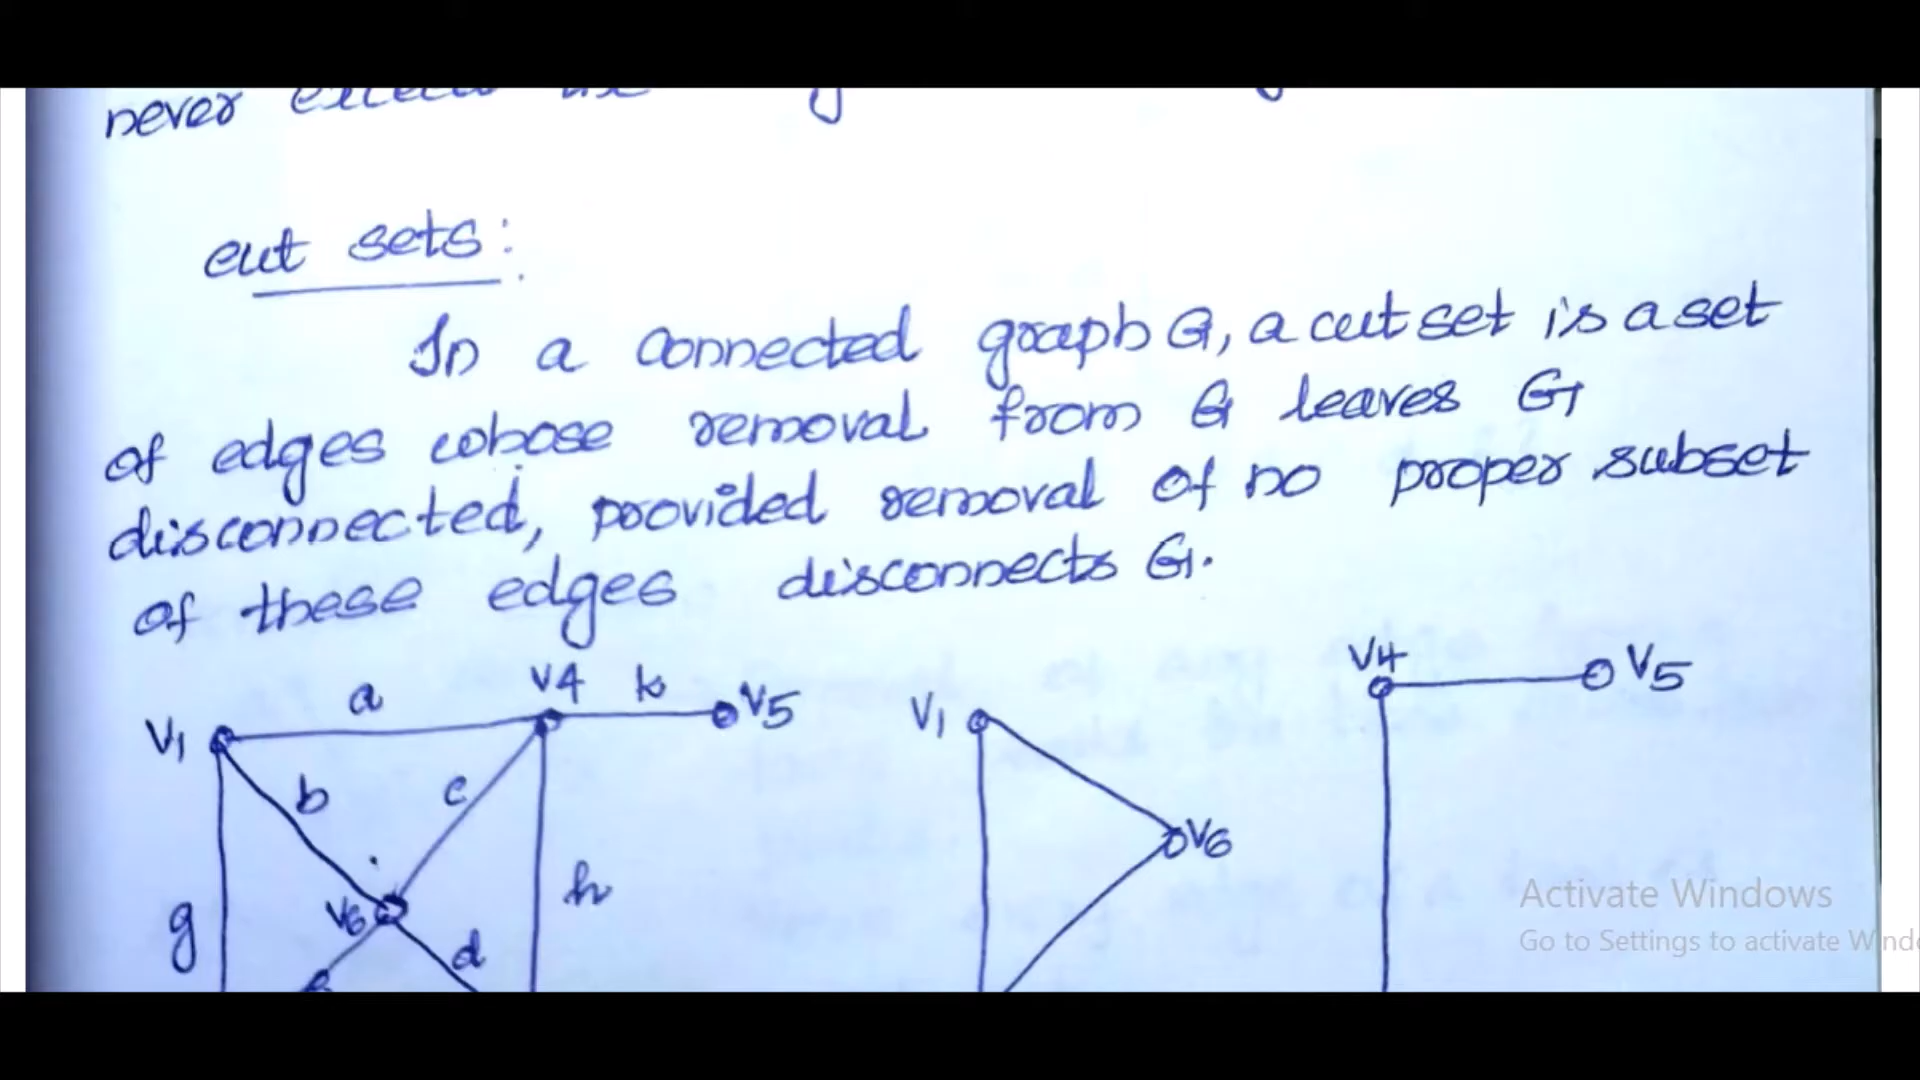 never
cut sets:
In a connected graph G, a cut set is a set
of edges whose removal from G leaves G
disconnected, provided removal of no proper subset
of these edges disconnects G.
V4 V5
a V4 k V5
V1 V1
b c
V6
h
V6
g d
e
Activate Windows
Go to Settings to activate Windo